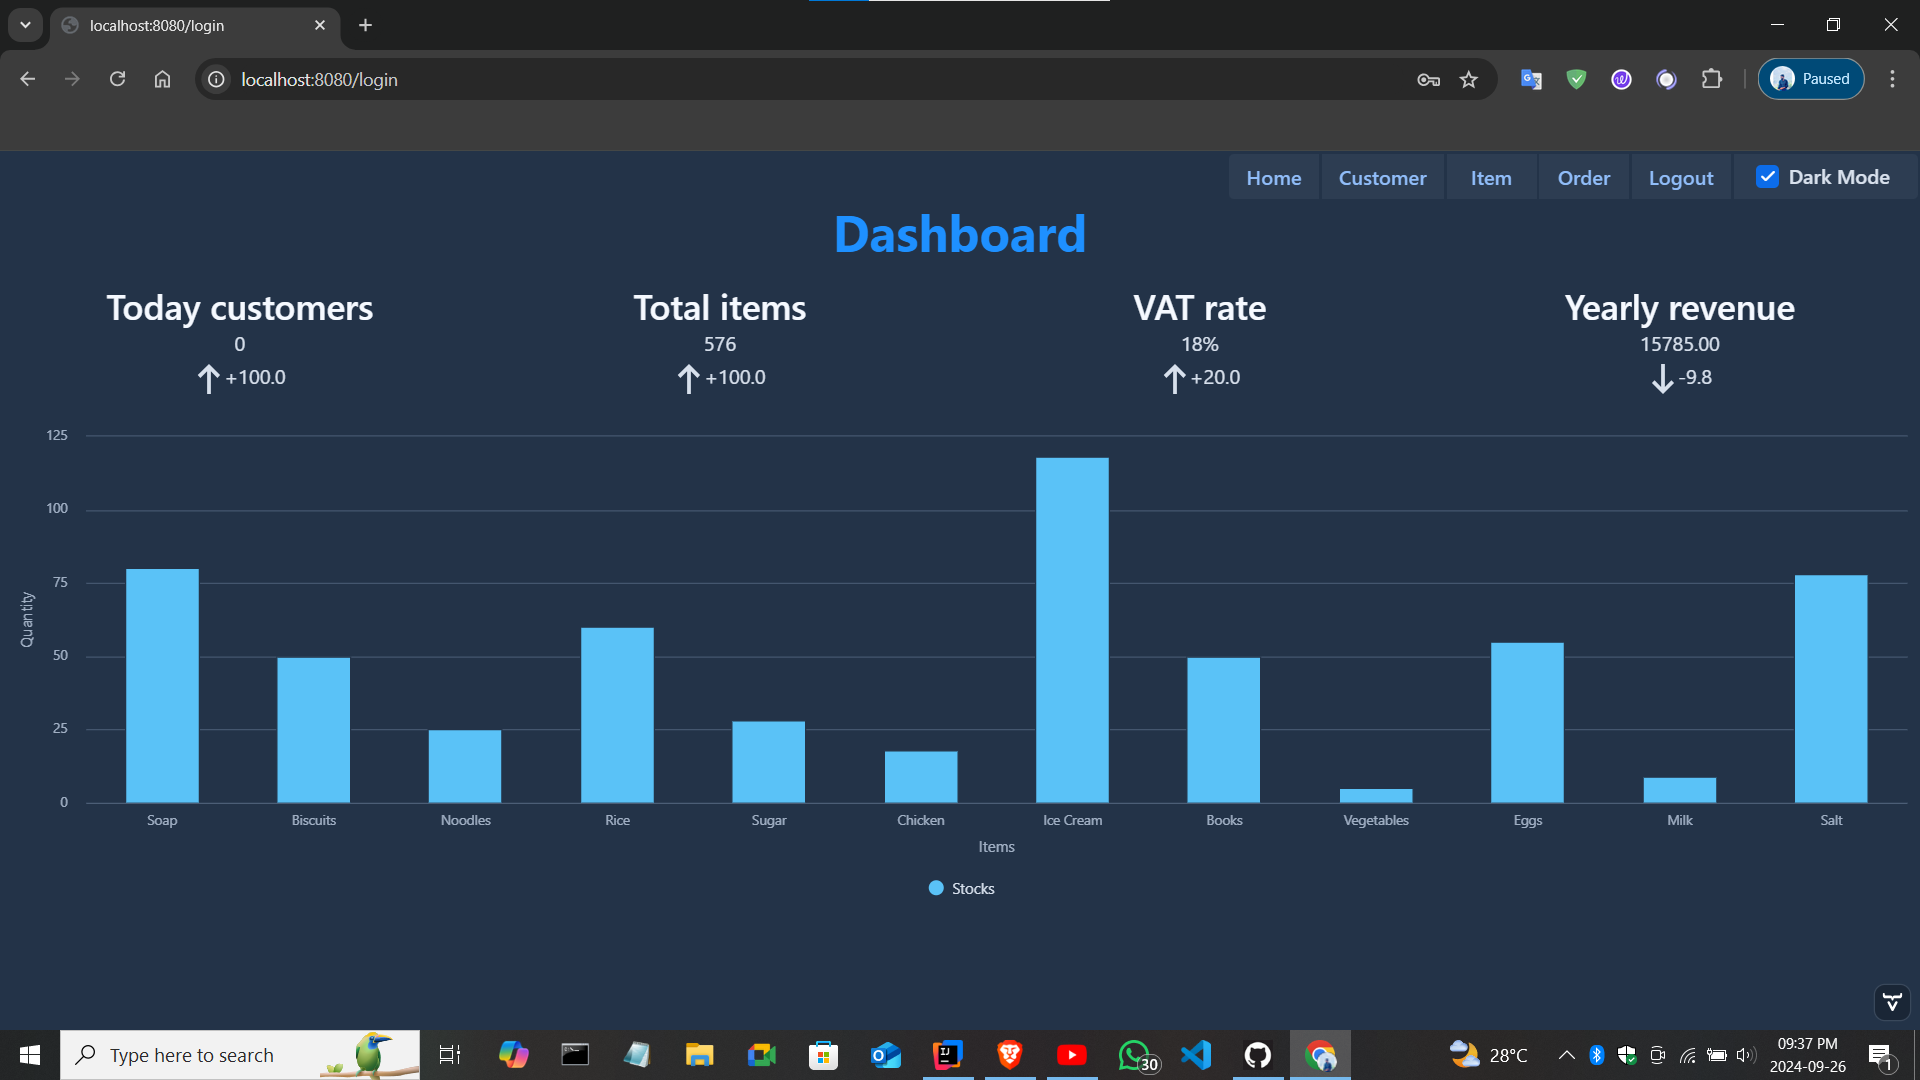 localhost:8080/login
localhost:8080/login
Paused
Home Customer Item Order Logout Dark Mode
Dashboard
Today customers
0
+100.0
Total items
576
+100.0
VAT rate
18%
+20.0
Yearly revenue
15785.00
-9.8
125
100
75
50
25
0
Quantity
Soap Biscuits Noodles Rice Sugar Chicken Ice Cream Books Vegetables Eggs Milk Salt
Items
Stocks
Type here to search
30
28°C
09:37 PM
2024-09-26
1